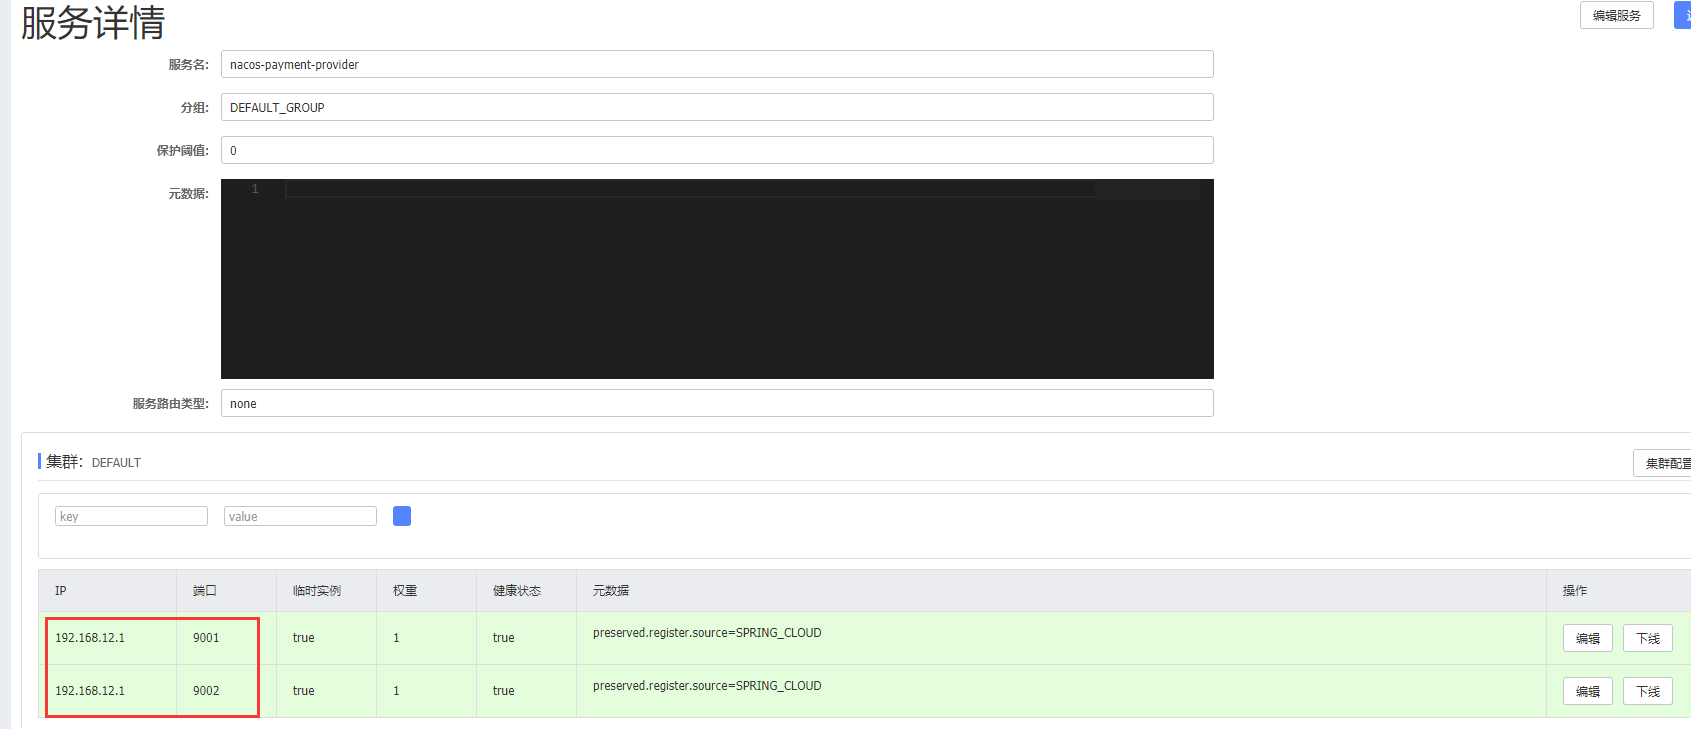 服务详情
编辑服务
服务名: nacos-payment-provider
分组: DEFAULT_GROUP
保护阈值: 0
元数据: 1
服务路由类型: none
集群: DEFAULT
集群配置
key value
IP 端口 临时实例 权重 健康状态 元数据 操作
192.168.12.1 9001 true 1 true preserved.register.source=SPRING_CLOUD 编辑 下线
192.168.12.1 9002 true 1 true preserved.register.source=SPRING_CLOUD 编辑 下线